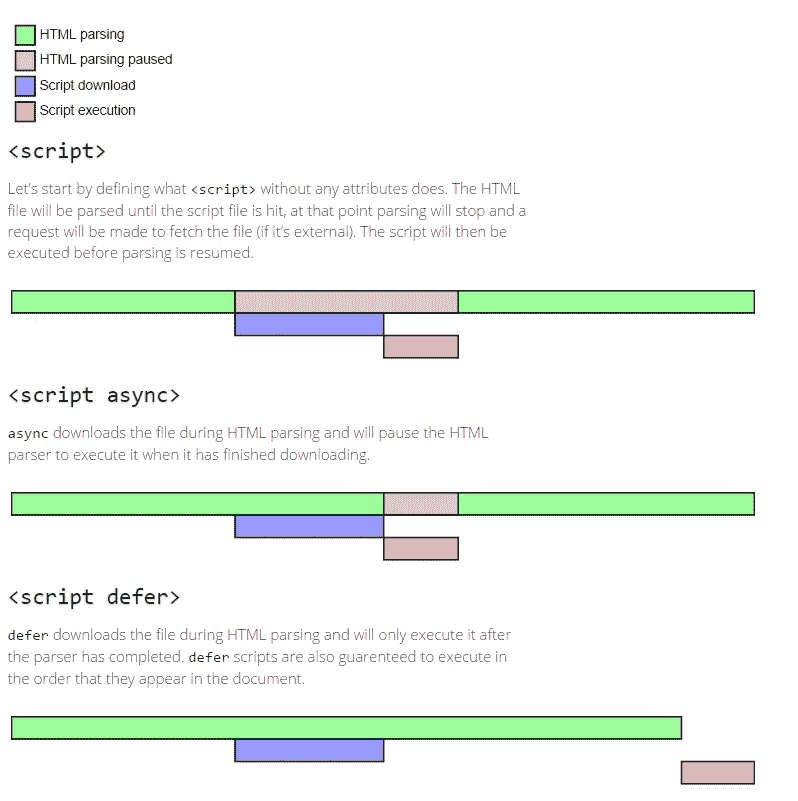 HTML parsing
HTML parsing paused
Script download
Script execution
<script>
Let's start by defining what <script> without any attributes does. The HTML
file will be parsed until the script file is hit, at that point parsing will stop and a
request will be made to fetch the file (if it's external). The script will then be
executed before parsing is resumed.
<script async>
async downloads the file during HTML parsing and will pause the HTML
parser to execute it when it has finished downloading.
<script defer>
defer downloads the file during HTML parsing and will only execute it after
the parser has completed. defer scripts are also guarenteed to execute in
the order that they appear in the document.